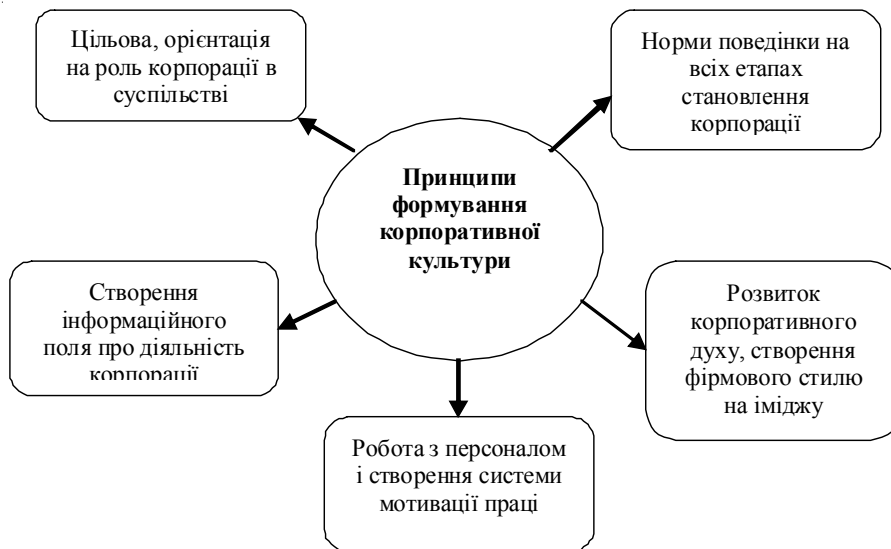 Цільова, орієнтація
на роль корпорації в
суспільстві
Норми поведінки на
всіх етапах
становлення
корпорації
Принципи
формування
корпоративної
культури
Створення
інформаційного
поля про діяльність
корпорації
Розвиток
корпоративного
духу, створення
фірмового стилю
на іміджу
Робота з персоналом
і створення системи
мотивації праці